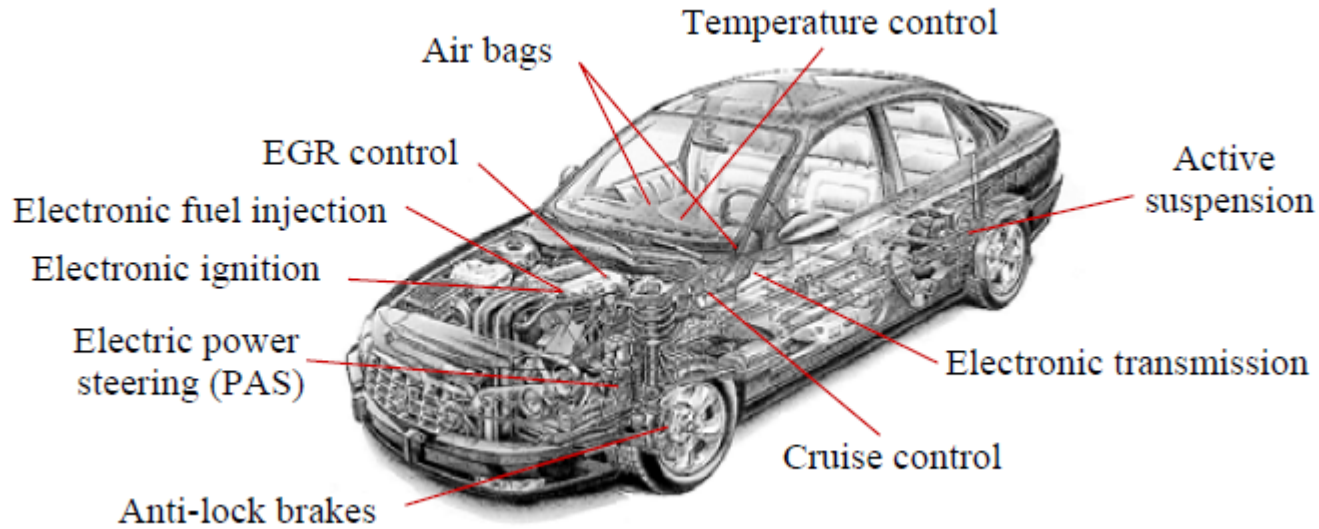 Temperature control
Air bags
EGR control
Active
suspension
Electronic fuel injection
Electronic ignition
Electric power
steering (PAS)
Electronic transmission
Cruise control
Anti-lock brakes